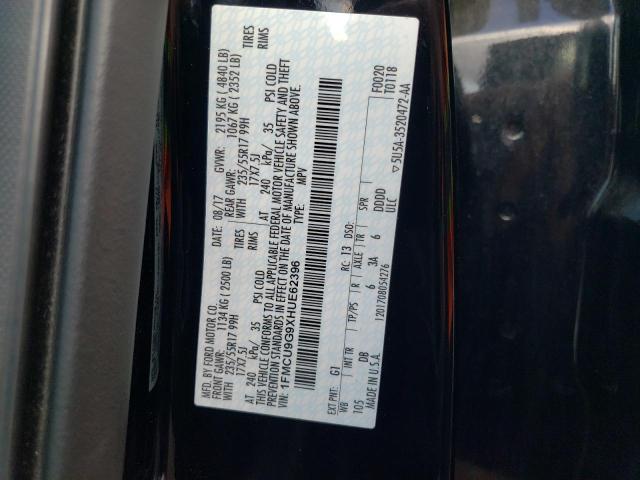 MFD. BY FORD MOTOR CO.
DATE: 08/17 GVWR: 2195 KG ( 4840 LB)
FRONT GAWR: 1134 KG ( 2500 LB) REAR GAWR: 1067 KG ( 2352 LB)
WITH 235/55R17 99H TIRES WITH 235/55R17 99H TIRES
17X7.5J RIMS 17X7.5J RIMS
AT 240 kPa/ 35 PSI COLD AT 240 kPa/ 35 PSI COLD
THIS VEHICLE CONFORMS TO ALL APPLICABLE FEDERAL MOTOR VEHICLE SAFETY AND THEFT
PREVENTION STANDARDS IN EFFECT ON THE DATE OF MANUFACTURE SHOWN ABOVE.
VIN: 1FMCU9G9XHUE62396 TYPE: MPV
EXT PNT: G1 RC: 13 DSO: F0020
WB INT TR TP/PS R AXLE TR SPR T0118
105 DB 6 3A 6 DDDD
MADE IN U.S.A. ULC
1201708054276 ▽5U5A-3520472-AA